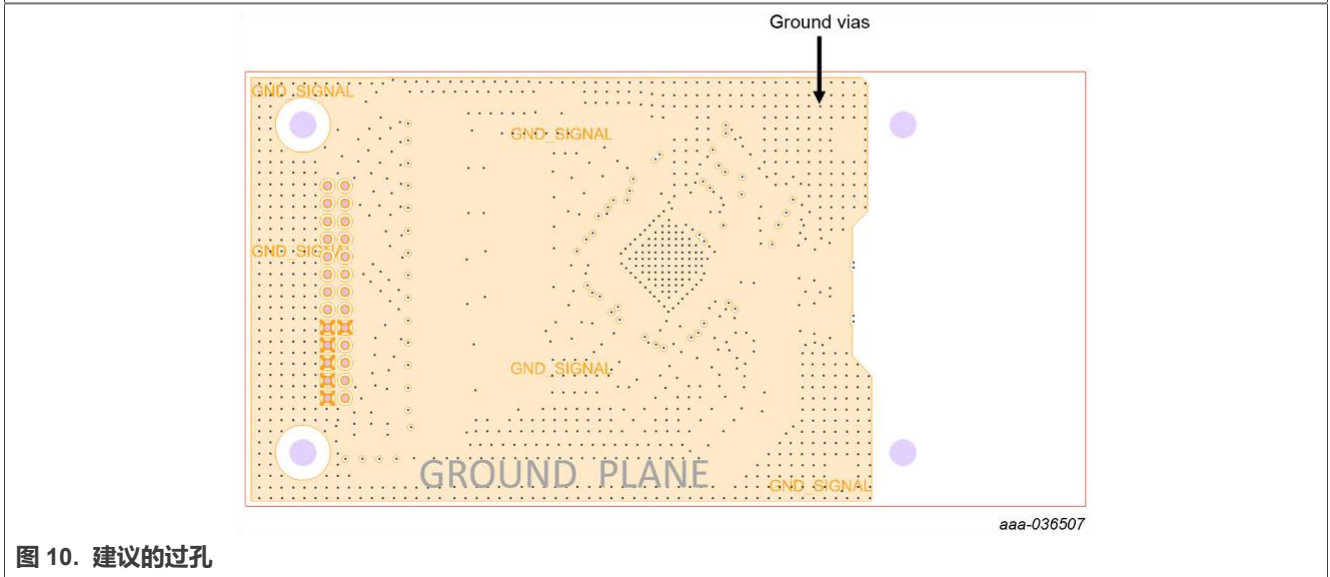 Ground vias
GND_SIGNAL
GND_SIGNAL
GND_SIGNAL
GND_SIGNAL
GROUND PLANE
GND_SIGNAL
aaa-036507
图 10. 建议的过孔